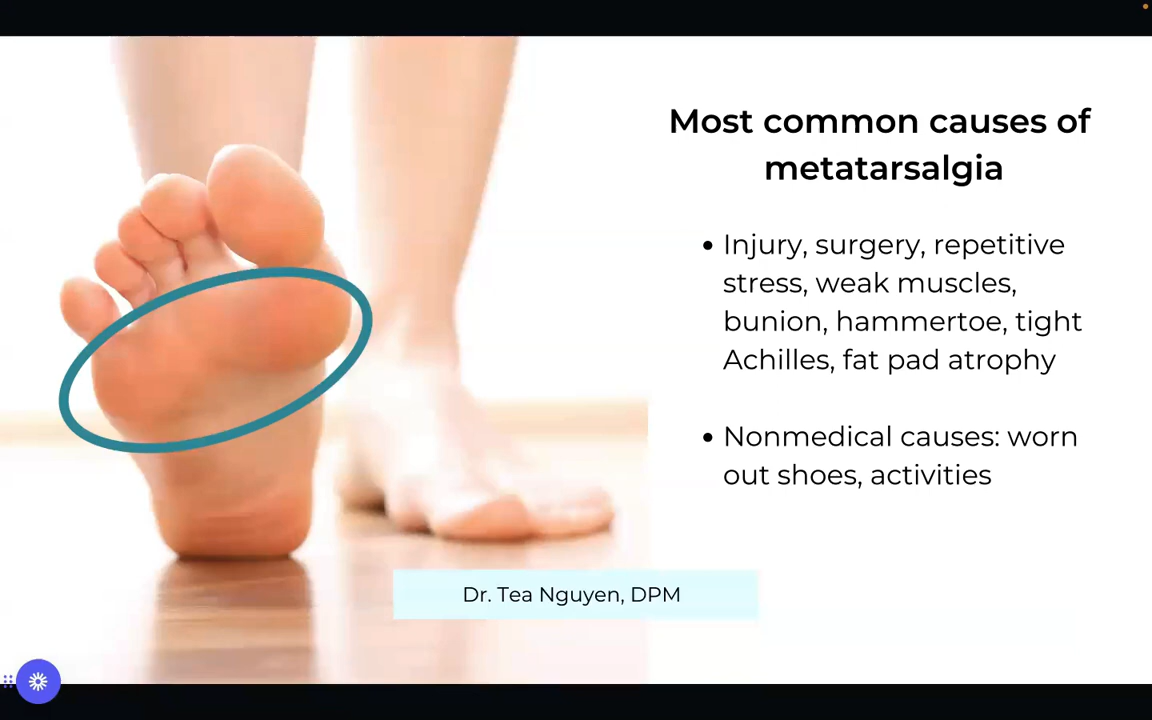 Most common causes of
metatarsalgia
• Injury, surgery, repetitive
stress, weak muscles,
bunion, hammertoe, tight
Achilles, fat pad atrophy
• Nonmedical causes: worn
out shoes, activities
Dr. Tea Nguyen, DPM